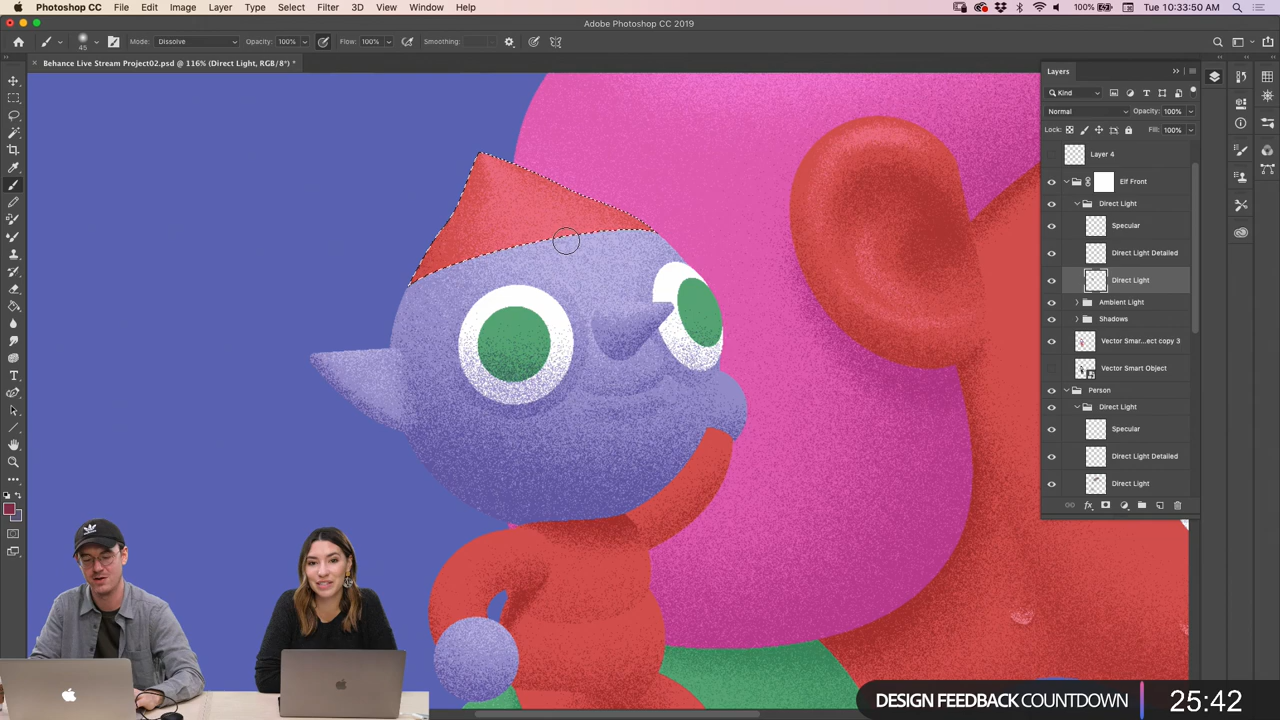 Photoshop CC File Edit Image Layer Type Select Filter 3D View Window Help
100% Tue 10:33:50 AM
Adobe Photoshop CC 2019
45 Mode: Dissolve Opacity: 100% Flow: 100% Smoothing:
Behance Live Stream Project02.psd @ 116% (Direct Light, RGB/8*) *
Layers
Kind
Normal Opacity: 100%
Lock: Fill: 100%
Layer 4
Elf Front
Direct Light
Specular
Direct Light Detailed
Direct Light
Ambient Light
Shadows
Vector Smar...ect copy 3
Vector Smart Object
Person
Direct Light
Specular
Direct Light Detailed
Direct Light
fx
DESIGN FEEDBACK COUNTDOWN 25:42